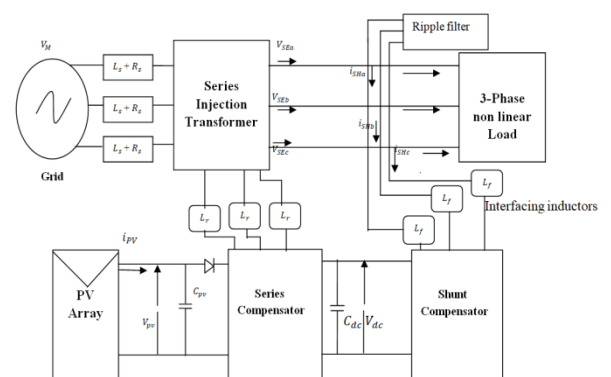 Ripple filter
V_M
V_SEa
L_s + R_s
Series
Injection
Transformer
i_SHa
3-Phase
non linear
Load
L_s + R_s
V_SEb
i_SHb
L_s + R_s
V_SEc
i_SHc
Grid
L_f
L_f
L_f
Interfacing inductors
L_r
L_r
L_r
i_PV
PV
Array
V_pv
C_pv
Series
Compensator
C_dc
V_dc
Shunt
Compensator